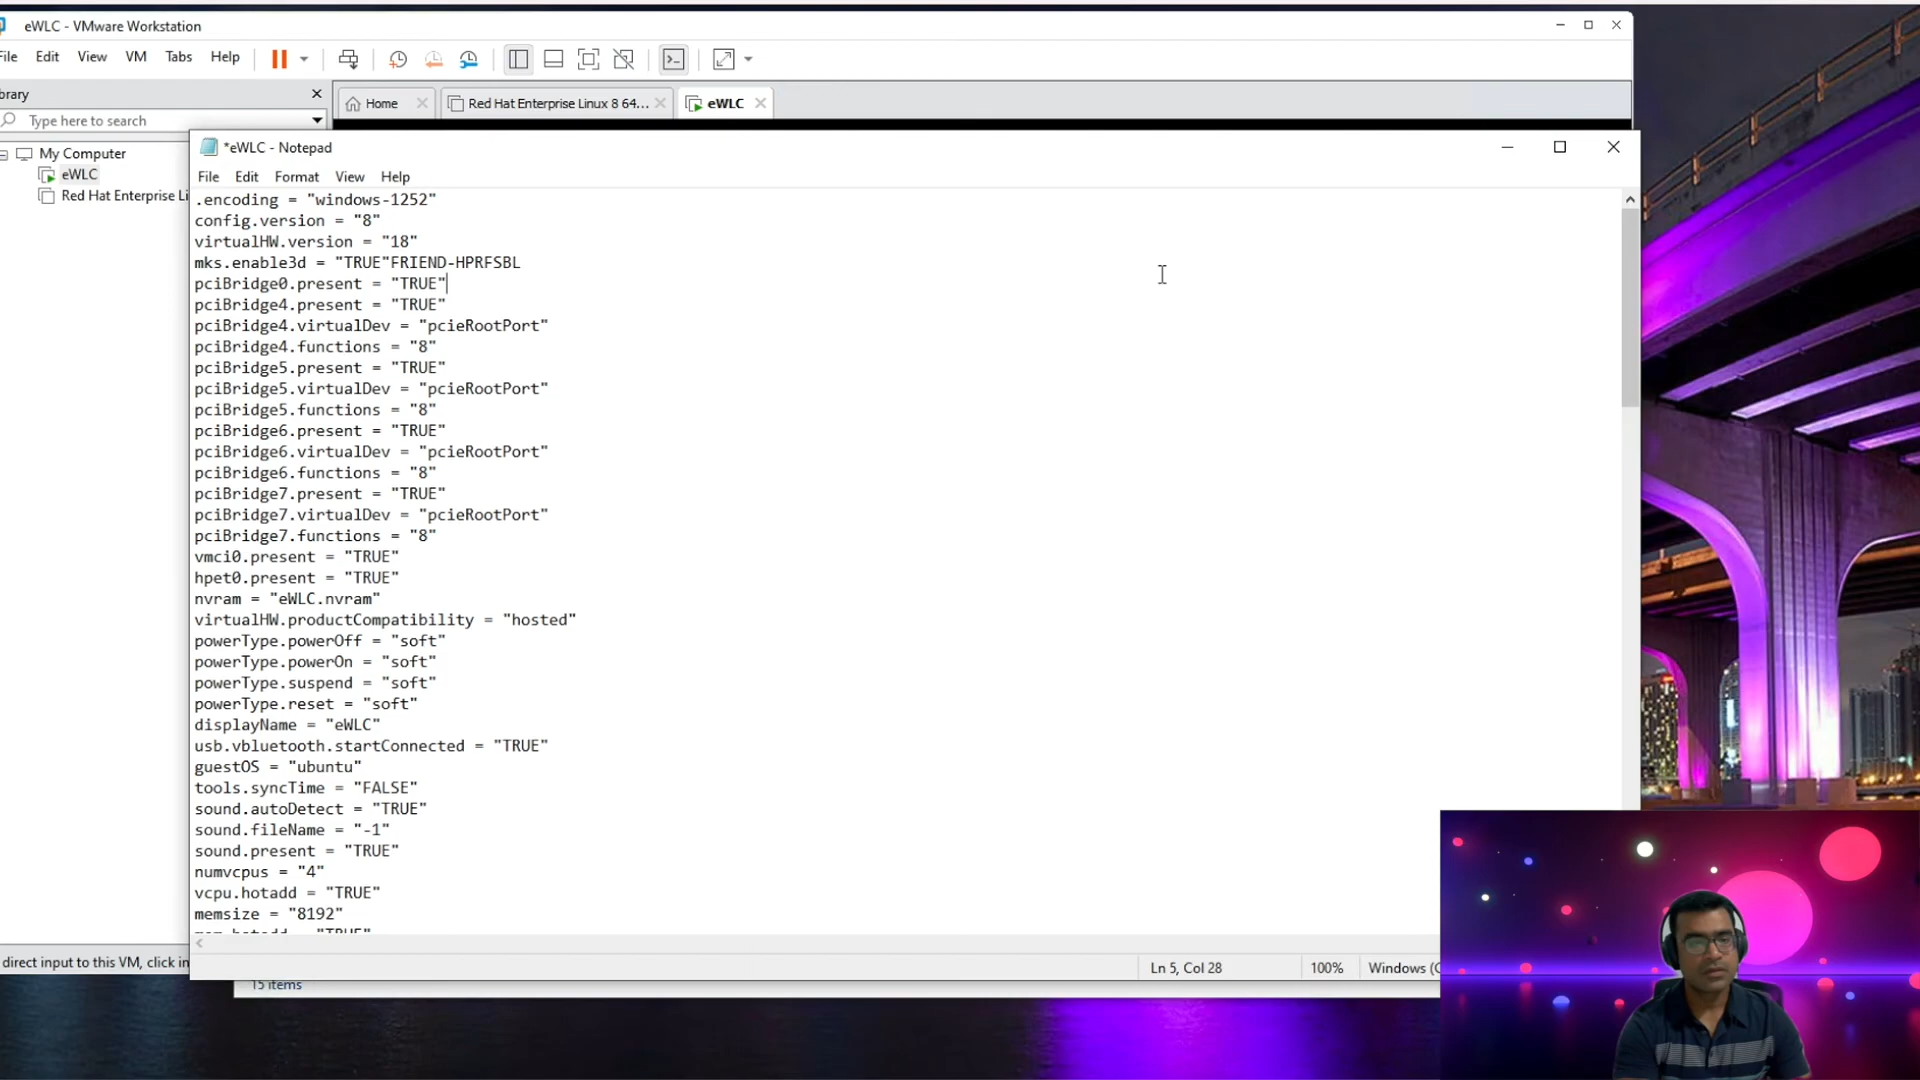 eWLC - VMware Workstation
File Edit View VM Tabs Help
brary
Type here to search
Home
Red Hat Enterprise Linux 8 64...
eWLC
My Computer
eWLC
Red Hat Enterprise Li
*eWLC - Notepad
File Edit Format View Help
.encoding = "windows-1252"
config.version = "8"
virtualHW.version = "18"
mks.enable3d = "TRUE"FRIEND-HPRFSBL
pciBridge0.present = "TRUE"
pciBridge4.present = "TRUE"
pciBridge4.virtualDev = "pcieRootPort"
pciBridge4.functions = "8"
pciBridge5.present = "TRUE"
pciBridge5.virtualDev = "pcieRootPort"
pciBridge5.functions = "8"
pciBridge6.present = "TRUE"
pciBridge6.virtualDev = "pcieRootPort"
pciBridge6.functions = "8"
pciBridge7.present = "TRUE"
pciBridge7.virtualDev = "pcieRootPort"
pciBridge7.functions = "8"
vmci0.present = "TRUE"
hpet0.present = "TRUE"
nvram = "eWLC.nvram"
virtualHW.productCompatibility = "hosted"
powerType.powerOff = "soft"
powerType.powerOn = "soft"
powerType.suspend = "soft"
powerType.reset = "soft"
displayName = "eWLC"
usb.vbluetooth.startConnected = "TRUE"
guestOS = "ubuntu"
tools.syncTime = "FALSE"
sound.autoDetect = "TRUE"
sound.fileName = "-1"
sound.present = "TRUE"
numvcpus = "4"
vcpu.hotadd = "TRUE"
memsize = "8192"
mem.hotadd = "TRUE"
direct input to this VM, click in
Ln 5, Col 28
100%
Windows (C
15 items